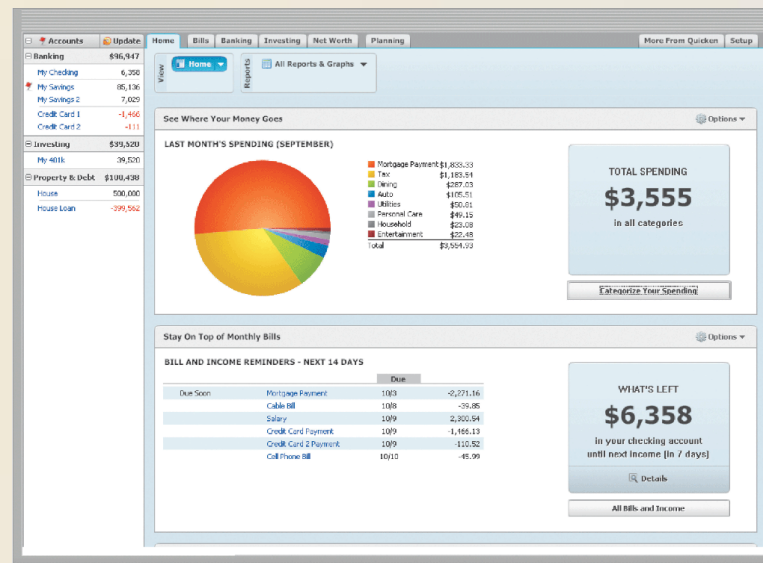 Accounts Update Home Bills Banking Investing Net Worth Planning More From Quicken Setup
Banking $96,947
My Checking 6,358
My Savings 85,136
My Savings 2 7,029
Credit Card 1 -1,466
Credit Card 2 -111
Investing $39,520
My 401k 39,520
Property & Debt $100,438
House 500,000
House Loan -399,562
View
Home
Reports
All Reports & Graphs
See Where Your Money Goes Options
LAST MONTH'S SPENDING (SEPTEMBER)
Mortgage Payment $1,833.33
Tax $1,183.54
Dining $287.03
Auto $105.51
Utilities $50.81
Personal Care $49.15
Household $23.08
Entertainment $22.48
Total $3,554.93
TOTAL SPENDING
$3,555
in all categories
Categorize Your Spending
Stay On Top of Monthly Bills Options
BILL AND INCOME REMINDERS - NEXT 14 DAYS
Due
Due Soon Mortgage Payment 10/3 -2,271.16
Cable Bill 10/8 -39.85
Salary 10/9 2,300.54
Credit Card Payment 10/9 -1,466.13
Credit Card 2 Payment 10/9 -110.52
Cell Phone Bill 10/10 -45.99
WHAT'S LEFT
$6,358
in your checking account
until next income (in 7 days)
Details
All Bills and Income